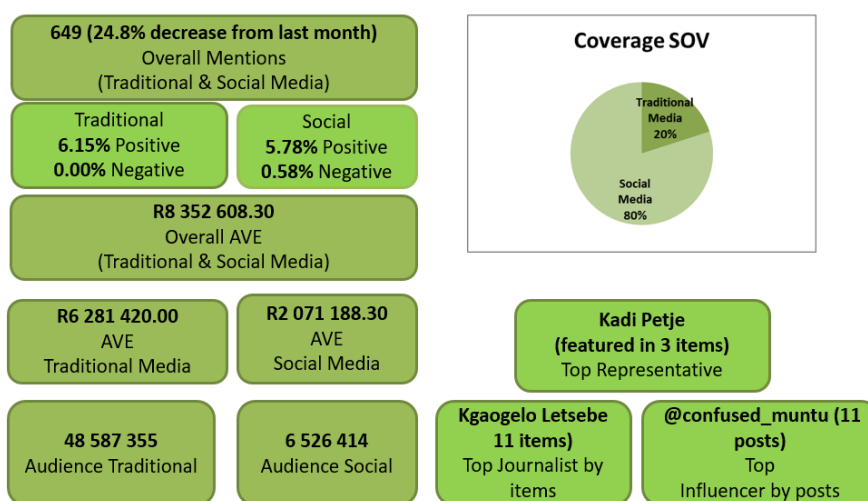 649 (24.8% decrease from last month)
Overall Mentions
(Traditional & Social Media)
Traditional
6.15% Positive
0.00% Negative
Social
5.78% Positive
0.58% Negative
R8 352 608.30
Overall AVE
(Traditional & Social Media)
R6 281 420.00
AVE
Traditional Media
R2 071 188.30
AVE
Social Media
48 587 355
Audience Traditional
6 526 414
Audience Social
Coverage SOV
Traditional
Media
20%
Social
Media
80%
Kadi Petje
(featured in 3 items)
Top Representative
Kgaogelo Letsebe
11 items)
Top Journalist by
items
@confused_muntu (11
posts)
Top
Influencer by posts